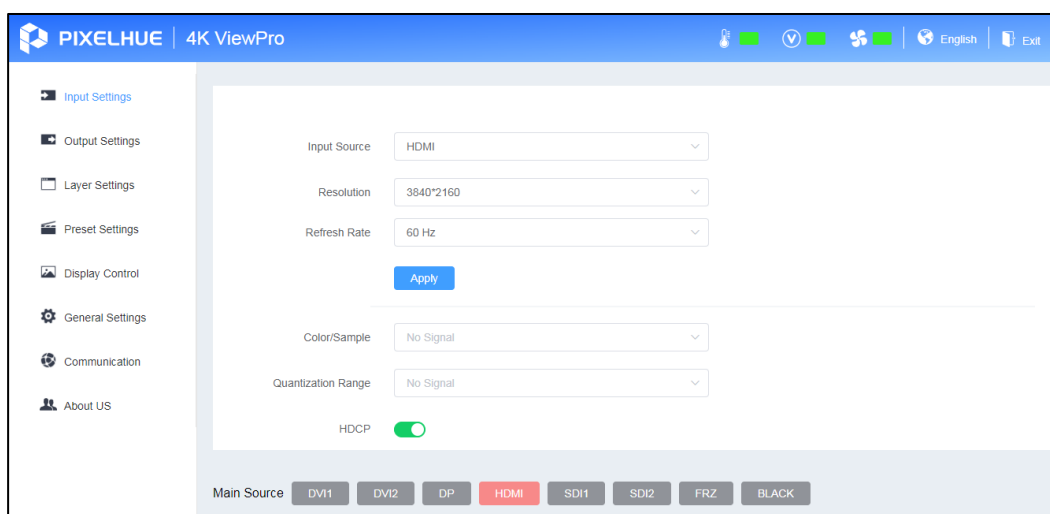 PIXELHUE 4K ViewPro English Exit
Input Settings
Output Settings
Layer Settings
Preset Settings
Display Control
General Settings
Communication
About US
Input Source HDMI
Resolution 3840*2160
Refresh Rate 60 Hz
Apply
Color/Sample No Signal
Quantization Range No Signal
HDCP
Main Source DVI1 DVI2 DP HDMI SDI1 SDI2 FRZ BLACK